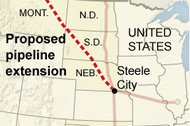 MONT.
N.D.
Proposed
pipeline
extension
S.D.
UNITED
STATES
NEB.
Steele
City